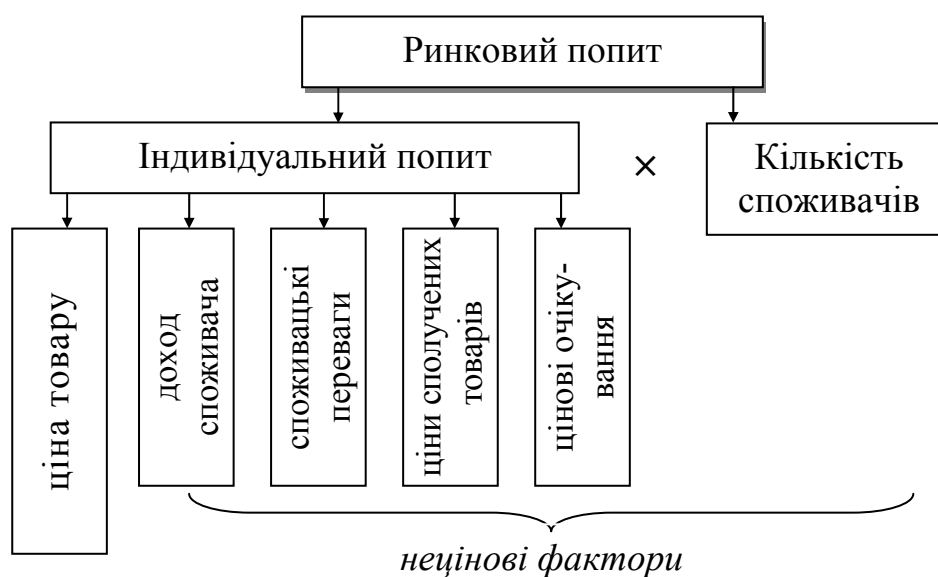 Ринковий попит
Індивідуальний попит
×
Кількість
споживачів
ціна товару
доход
споживача
споживацькі
переваги
ціни сполучених
товарів
цінові очіку-
вання
нецінові фактори